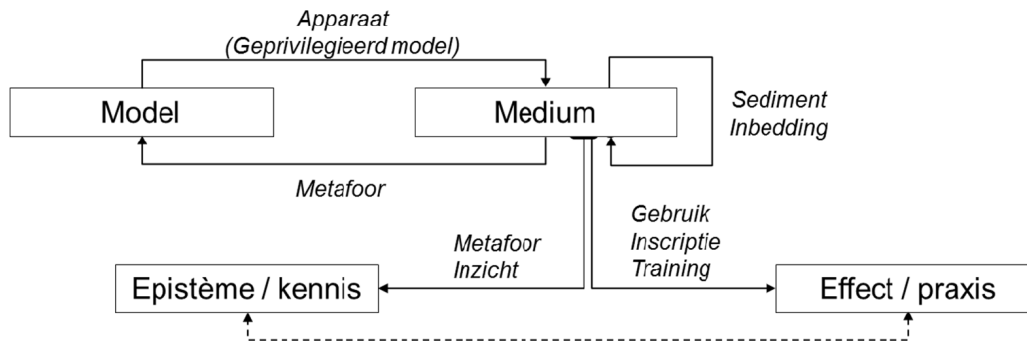 Apparaat
(Geprivilegieerd model)
Model
Medium
Sediment
Inbedding
Metafoor
Metafoor
Inzicht
Gebruik
Inscriptie
Training
Epistème / kennis
Effect / praxis